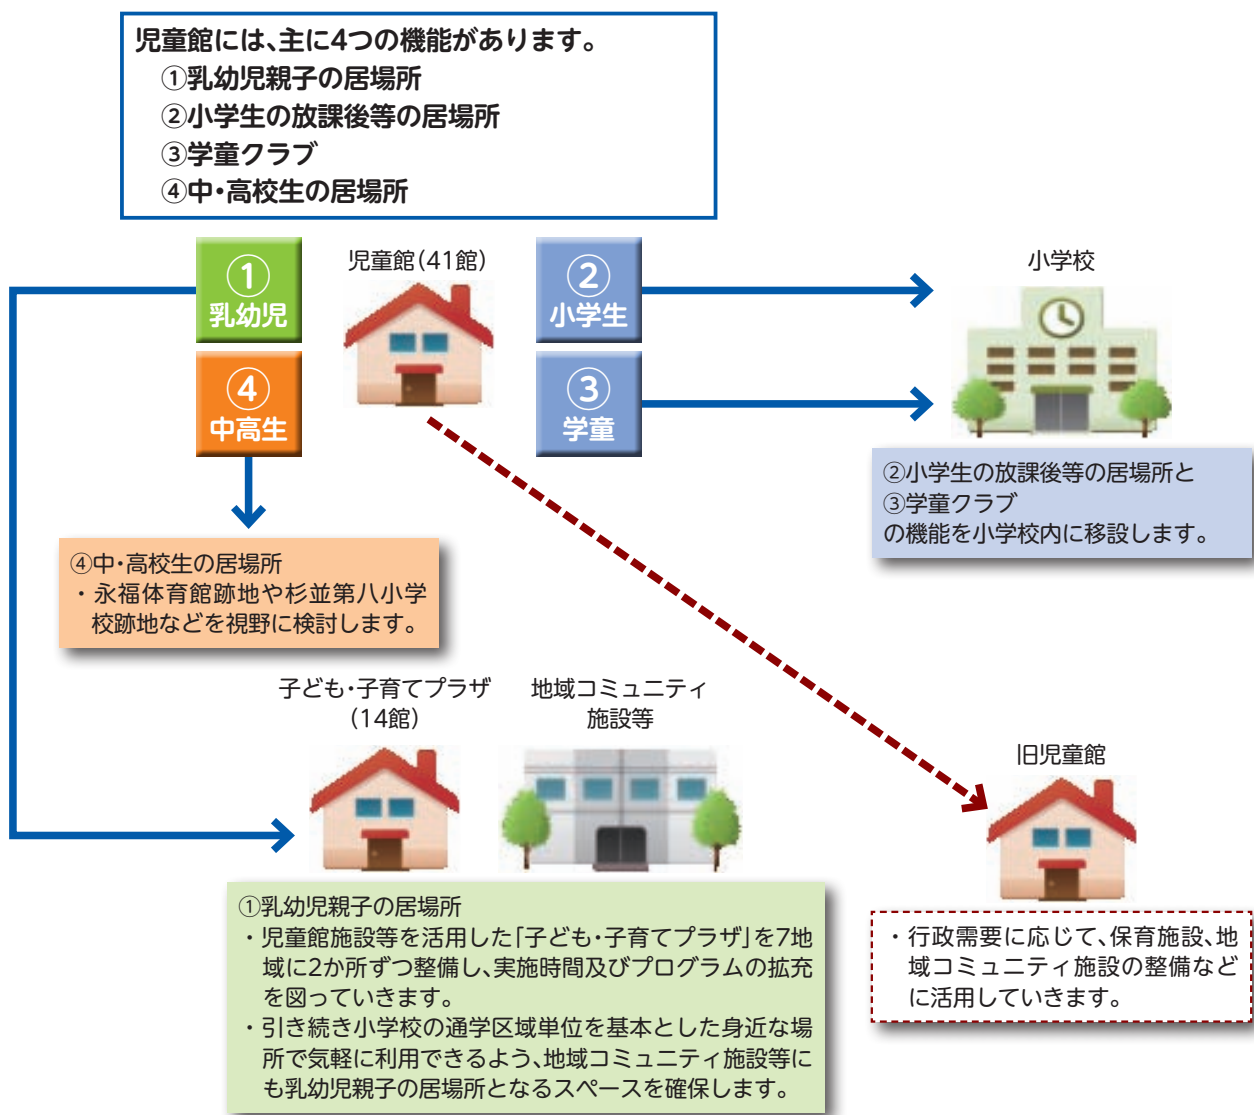 児童館には、主に4つの機能があります。
①乳幼児親子の居場所
②小学生の放課後等の居場所
③学童クラブ
④中・高校生の居場所
①
乳幼児
児童館(41館)
②
小学生
小学校
④
中高生
③
学童
②小学生の放課後等の居場所と
③学童クラブ
の機能を小学校内に移設します。
④中・高校生の居場所
・永福体育館跡地や杉並第八小学
校跡地などを視野に検討します。
子ども・子育てプラザ
(14館)
地域コミュニティ
施設等
旧児童館
①乳幼児親子の居場所
・児童館施設等を活用した「子ども・子育てプラザ」を7地
域に2か所ずつ整備し、実施時間及びプログラムの拡充
を図っていきます。
・引き続き小学校の通学区域単位を基本とした身近な場
所で気軽に利用できるよう、地域コミュニティ施設等に
も乳幼児親子の居場所となるスペースを確保します。
・行政需要に応じて、保育施設、地
域コミュニティ施設の整備など
に活用していきます。